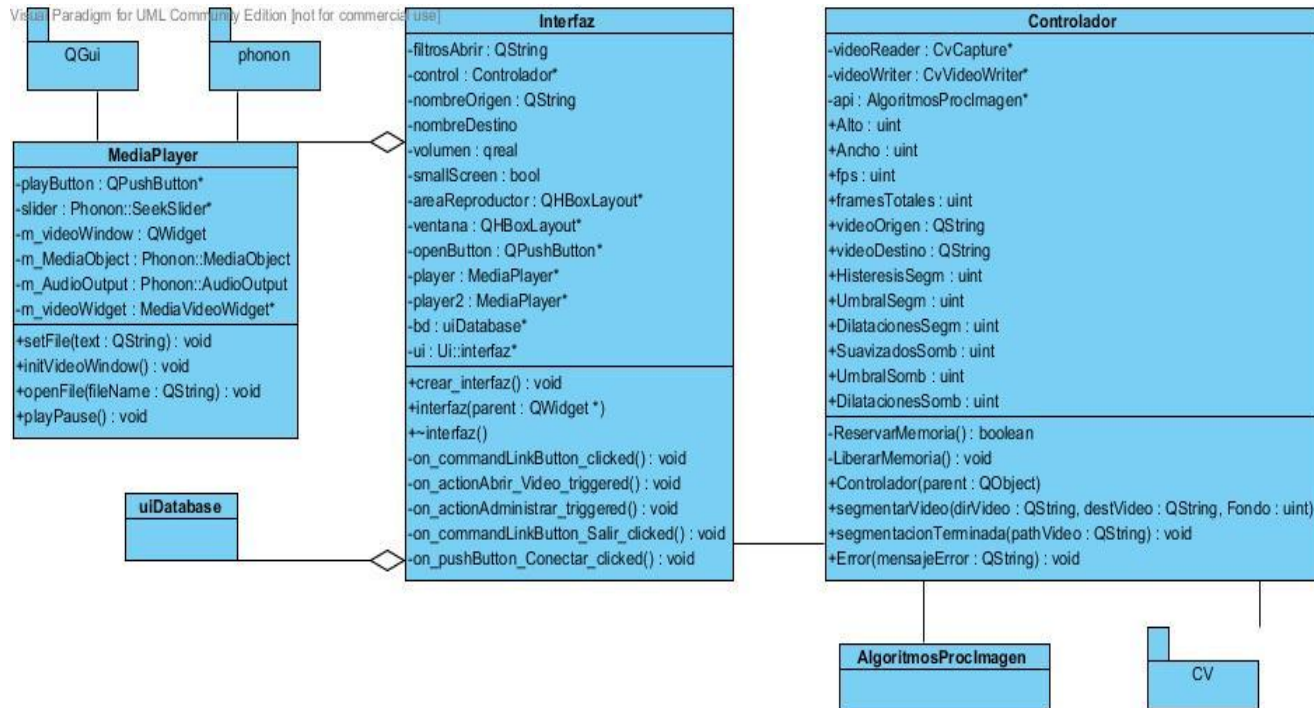 Visual Paradigm for UML Community Edition [not for commercial use]
QGui
phonon
MediaPlayer
-playButton : QPushButton*
-slider : Phonon::SeekSlider*
-m_videoWindow : QWidget
-m_MediaObject : Phonon::MediaObject
-m_AudioOutput : Phonon::AudioOutput
-m_videoWidget : MediaVideoWidget*
+setFile(text : QString) : void
+initVideoWindow() : void
+openFile(fileName : QString) : void
+playPause() : void
uiDatabase
Interfaz
-filtrosAbrir : QString
-control : Controlador*
-nombreOrigen : QString
-nombreDestino
-volumen : qreal
-smallScreen : bool
-areaReproductor : QHBoxLayout*
-ventana : QHBoxLayout*
-openButton : QPushButton*
-player : MediaPlayer*
-player2 : MediaPlayer*
-bd : uiDatabase*
-ui : Ui::interfaz*
+crear_interfaz() : void
+interfaz(parent : QWidget *)
+~interfaz()
-on_commandLinkButton_clicked() : void
-on_actionAbrir_Video_triggered() : void
-on_actionAdministrar_triggered() : void
-on_commandLinkButton_Salir_clicked() : void
-on_pushButton_Conectar_clicked() : void
Controlador
-videoReader : CvCapture*
-videoWriter : CvVideoWriter*
-api : AlgoritmosProcImagen*
+Alto : uint
+Ancho : uint
+fps : uint
+framesTotales : uint
+videoOrigen : QString
+videoDestino : QString
+HisteresisSegm : uint
+UmbralSegm : uint
+DilatacionesSegm : uint
+SuavizadosSomb : uint
+UmbralSomb : uint
+DilatacionesSomb : uint
-ReservarMemoria() : boolean
-LiberarMemoria() : void
+Controlador(parent : QObject)
+segmentarVideo(dirVideo : QString, destVideo : QString, Fondo : uint)
+segmentacionTerminada(pathVideo : QString) : void
+Error(mensajeError : QString) : void
AlgoritmosProcImagen
CV